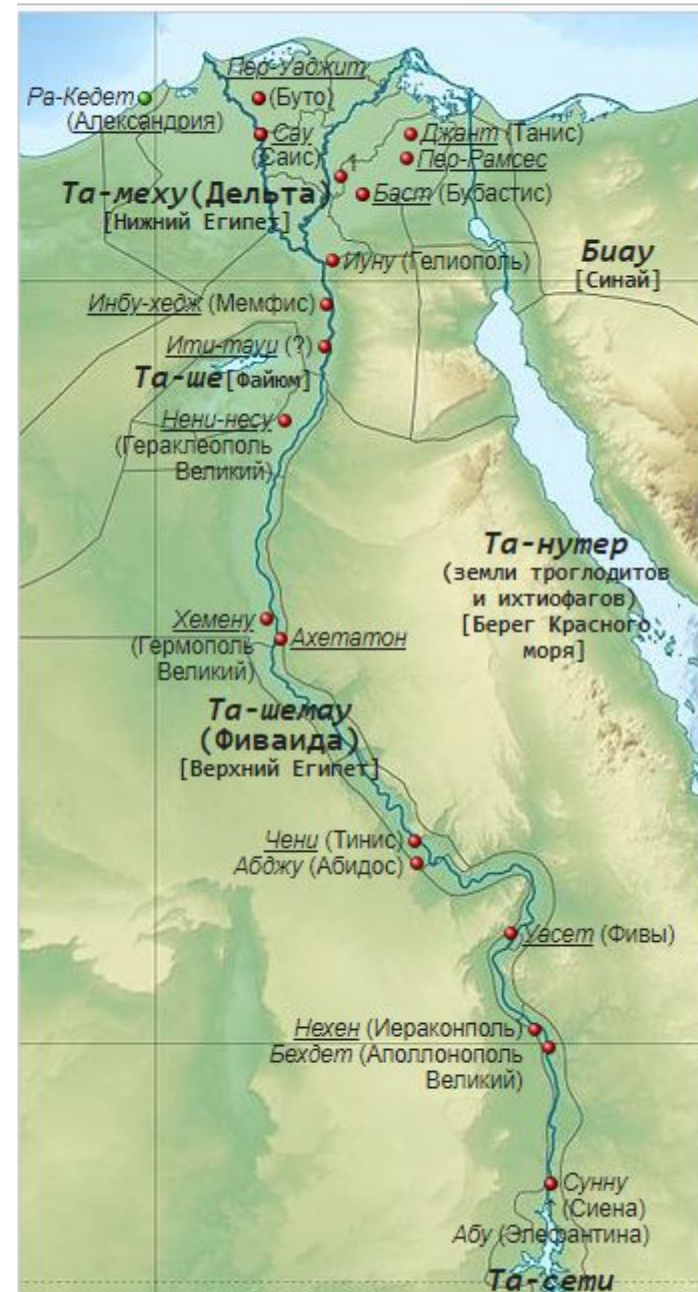 Пер-Уаджит
Ра-Кедет
(Буто)
(Александрия)
Сау
(Саис)
Джант (Танис)
Пер-Рамсес
1
Та-меху (Дельта)
[Нижний Египет]
Баст (Бубастис)
Иуну (Гелиополь)
Биау
[Синай]
Инбу-хедж (Мемфис)
Ити-тауи (?)
Та-ше [Файюм]
Нени-несу
(Гераклеополь
Великий)
Та-нутер
(земли троглодитов
и ихтиофагов)
[Берег Красного
моря]
Хемену
(Гермополь
Великий)
Ахетатон
Та-шемау
(Фиваида)
[Верхний Египет]
Чени (Тинис)
Абджу (Абидос)
Уасет (Фивы)
Нехен (Иераконполь)
Бехдет (Аполлонополь
Великий)
Сунну
(Сиена)
Абу (Элефантина)
Та-сети